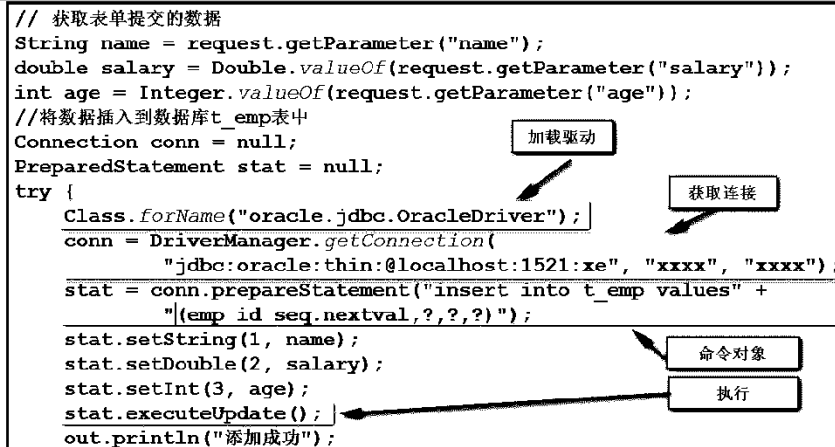 // 获取表单提交的数据
String name = request.getParameter("name");
double salary = Double.valueOf(request.getParameter("salary"));
int age = Integer.valueOf(request.getParameter("age"));
//将数据插入到数据库t_emp表中
Connection conn = null;
加载驱动
PreparedStatement stat = null;
try {
获取连接
Class.forName("oracle.jdbc.OracleDriver");
conn = DriverManager.getConnection(
"jdbc:oracle:thin:@localhost:1521:xe", "xxxx", "xxxx");
stat = conn.prepareStatement("insert into t_emp values" +
"(emp_id_seq.nextval,?,?,?)");
stat.setString(1, name);
命令对象
stat.setDouble(2, salary);
stat.setInt(3, age);
执行
stat.executeUpdate();
out.println("添加成功");